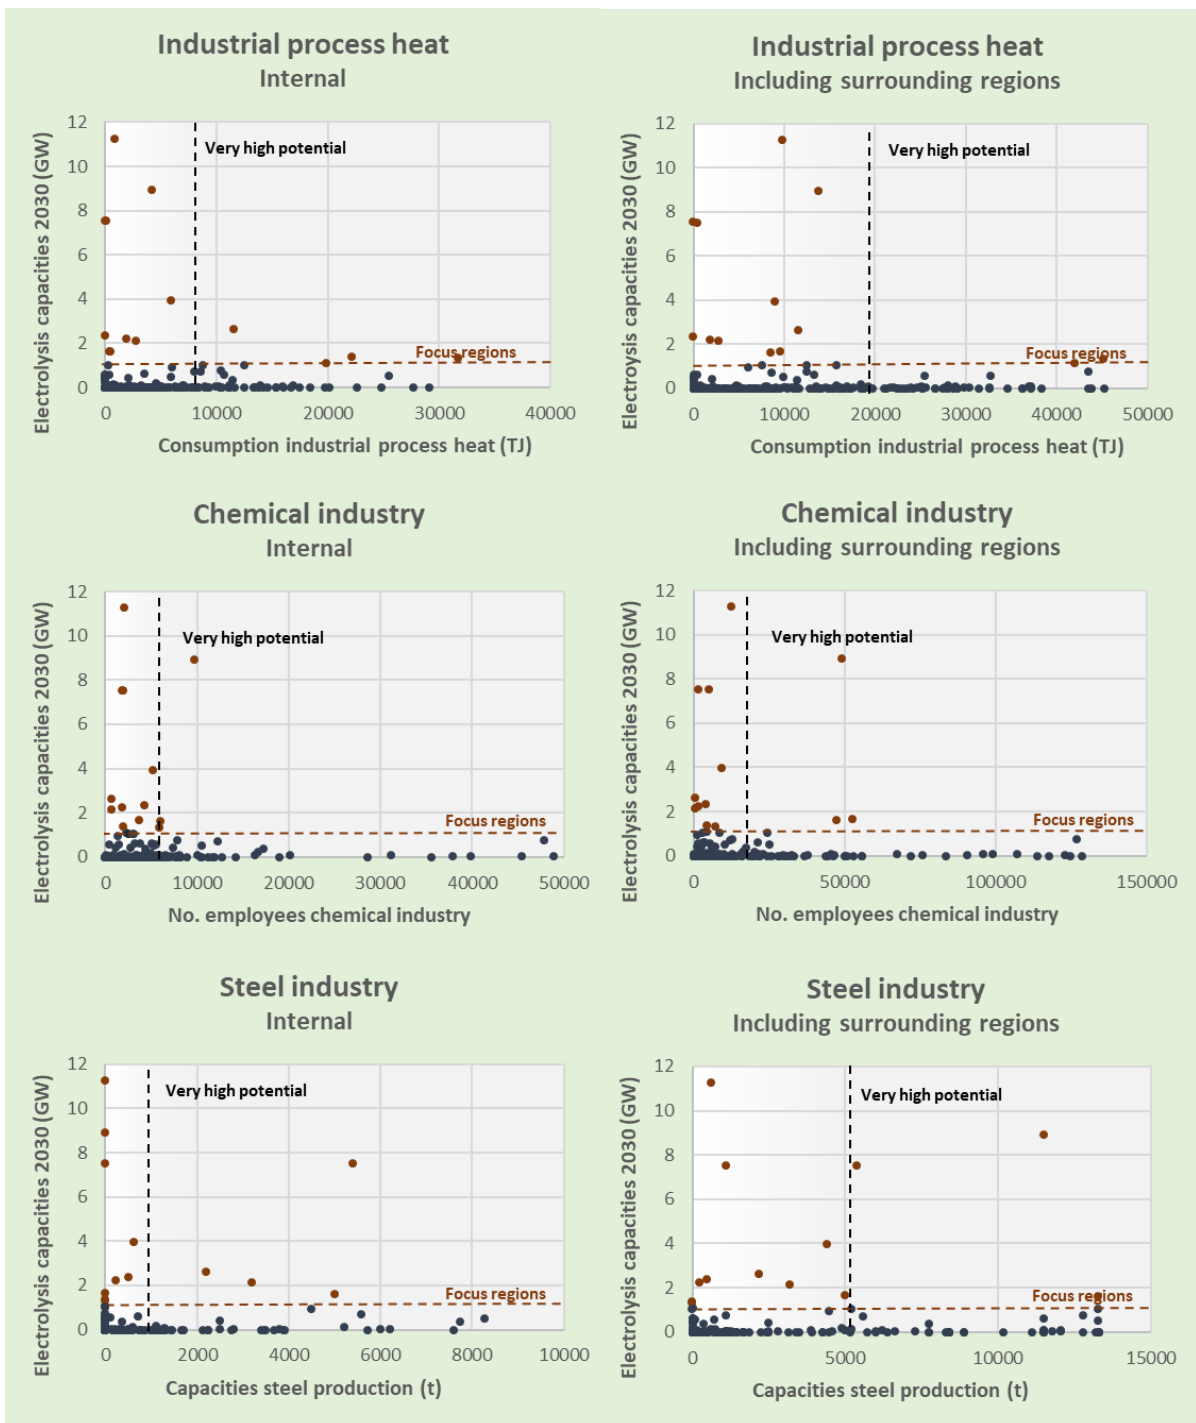 Industrial process heat
Internal
Electrolysis capacities 2030 (GW)
12
10
8
6
4
2
0
Very high potential
Focus regions
0
10000
20000
30000
40000
Consumption industrial process heat (TJ)
Industrial process heat
Including surrounding regions
Electroysis capacities 2030 (GW)
12
10
8
6
4
2
0
Very high potential
Focus regions
0
10000
20000
30000
40000
50000
Consumption industrial process heat (TJ)
Chemical industry
Internal
Electrolysis capacities 2030 (GW)
12
10
8
6
4
2
0
Very high potential
Focus regions
0
10000
20000
30000
40000
50000
No. employees chemical industry
Chemical industry
Including surrounding regions
Electrolysis capacities 2030 (GW)
12
10
8
6
4
2
0
Very high potential
Focus regions
0
50000
100000
150000
No. employees chemical industry
Steel industry
Internal
Electrolysis capacities 2030 (GW)
12
10
8
6
4
2
0
Very high potential
Focus regions
0
2000
4000
6000
8000
10000
Capacities steel production (t)
Steel industry
Including surrounding regions
Electrolysis capacities 2030 (GW)
12
10
8
6
4
2
0
Very high potential
Focus regions
0
5000
10000
15000
Capacities steel production (t)